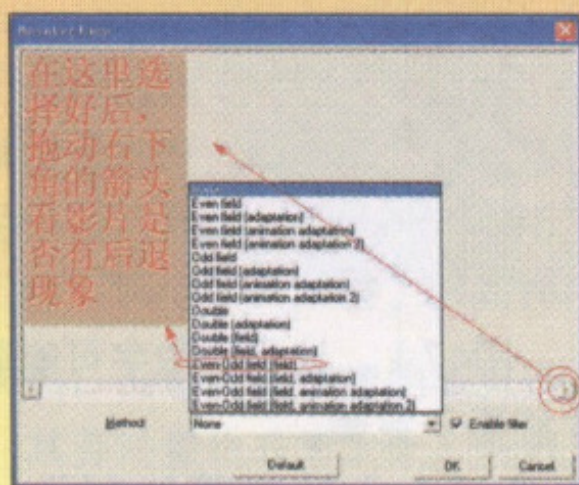 在这里选
择好后，
拖动右下
角的箭头
看影片是
否有后退
现象
Even field
Even field (adaptation)
Even field (animation adaptation)
Even field (animation adaptation 2)
Odd field
Odd field (adaptation)
Odd field (animation adaptation)
Odd field (animation adaptation 2)
Double
Double (adaptation)
Double (field)
Double (field, adaptation)
Even-Odd field (field)
Even-Odd field (field, adaptation)
Even-Odd field (field, animation adaptation)
Even-Odd field (field, animation adaptation 2)
Method: None Enable filter
Default OK Cancel